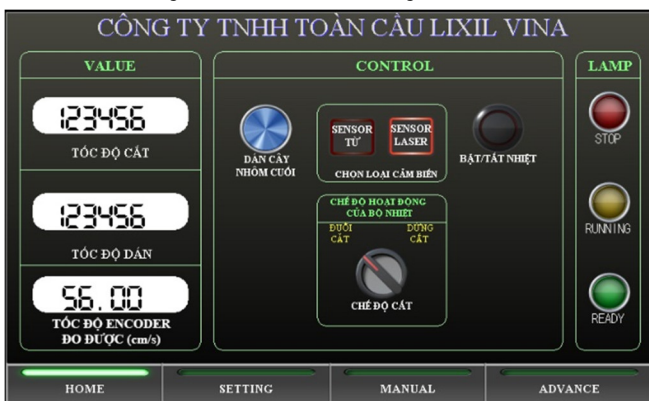 CÔNG TY TNHH TOÀN CẦU LIXIL VINA
VALUE
123456
TỐC ĐỘ CẮT
123456
TỐC ĐỘ DÁN
56.00
TỐC ĐỘ ENCODER
ĐO ĐƯỢC (cm/s)
CONTROL
DÁN CÂY
NHÔM CUỐI
SENSOR
TỪ
SENSOR
LASER
CHỌN LOẠI CẢM BIẾN
BẬT/TẮT NHIỆT
CHẾ ĐỘ HOẠT ĐỘNG
CỦA BỘ NHIỆT
ĐUỔI
CẮT
DỪNG
CẮT
CHẾ ĐỘ CẮT
LAMP
STOP
RUNNING
READY
HOME
SETTING
MANUAL
ADVANCE